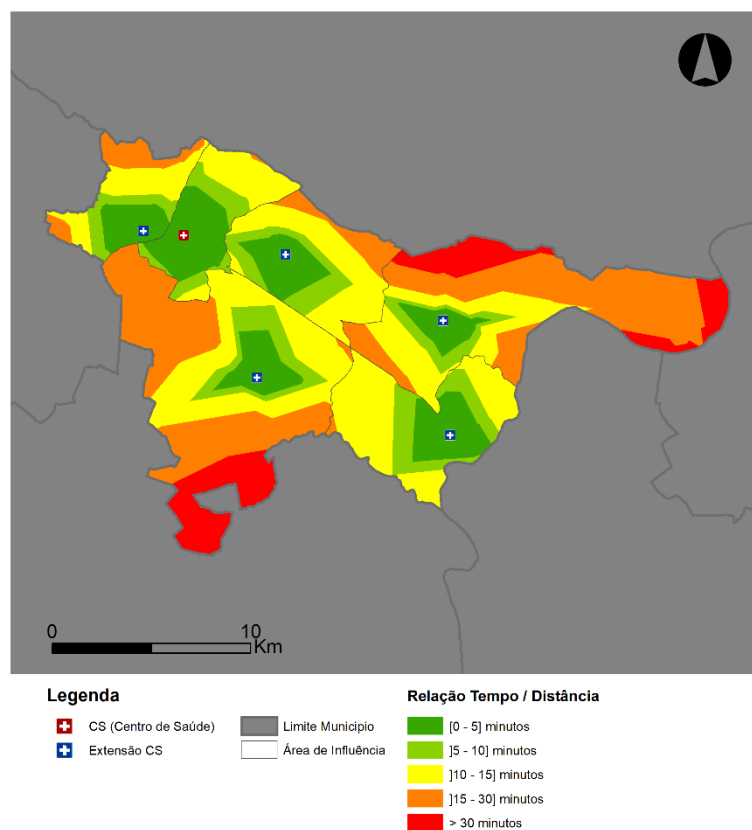 0 10
Km
Legenda
CS (Centro de Saúde)
Extensão CS
Limite Municipio
Área de Influência
Relação Tempo / Distância
[0 - 5] minutos
]5 - 10] minutos
]10 - 15] minutos
]15 - 30] minutos
> 30 minutos